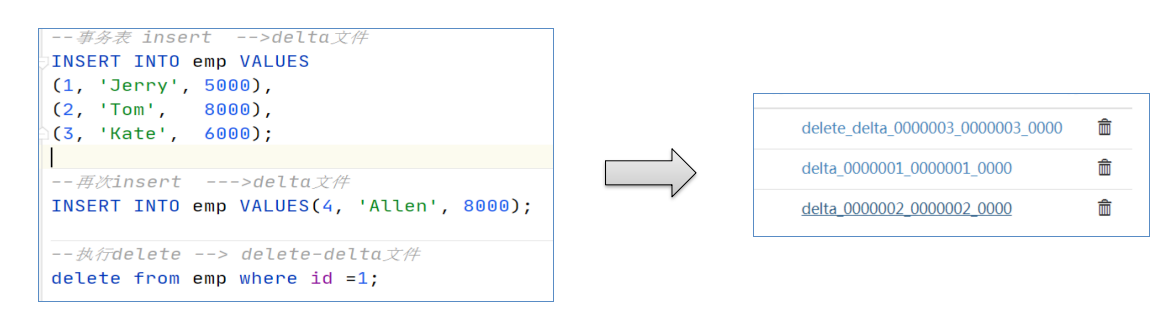 --事务表 insert  -->delta文件
INSERT INTO emp VALUES
(1, 'Jerry', 5000),
(2, 'Tom',   8000),
(3, 'Kate',  6000);
--再次insert  --->delta文件
INSERT INTO emp VALUES(4, 'Allen', 8000);
--执行delete --> delete-delta文件
delete from emp where id =1;
delete_delta_0000003_0000003_0000
delta_0000001_0000001_0000
delta_0000002_0000002_0000